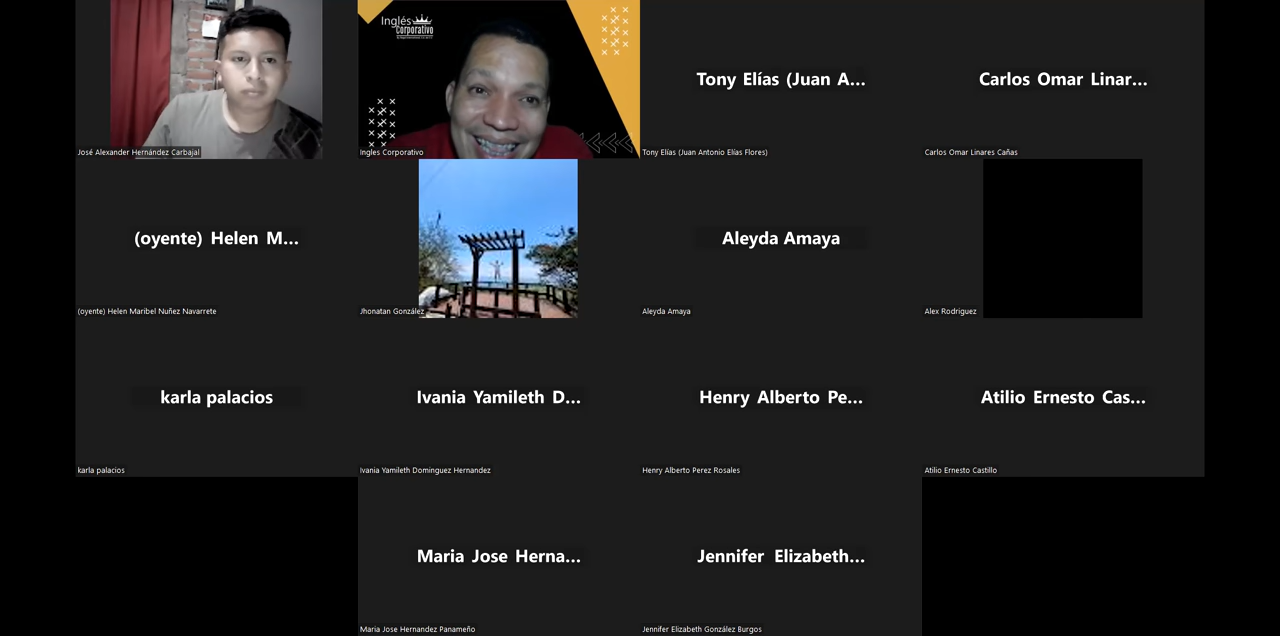 Inglés
Corporativo
Tony Elías (Juan A...
Carlos Omar Linar...
José Alexander Hernández Carbajal
Inglés Corporativo
Tony Elías (Juan Antonio Elías Flores)
Carlos Omar Linares Cañas
(oyente) Helen M...
Aleyda Amaya
(oyente) Helen Maribel Nuñez Navarrete
Jhonatan González
Aleyda Amaya
Alex Rodriguez
karla palacios
Ivania Yamileth D...
Henry Alberto Pe...
Atilio Ernesto Cas...
karla palacios
Ivania Yamileth Dominguez Hernandez
Henry Alberto Perez Rosales
Atilio Ernesto Castillo
Maria Jose Herna...
Jennifer Elizabeth...
Maria Jose Hernandez Panameño
Jennifer Elizabeth González Burgos